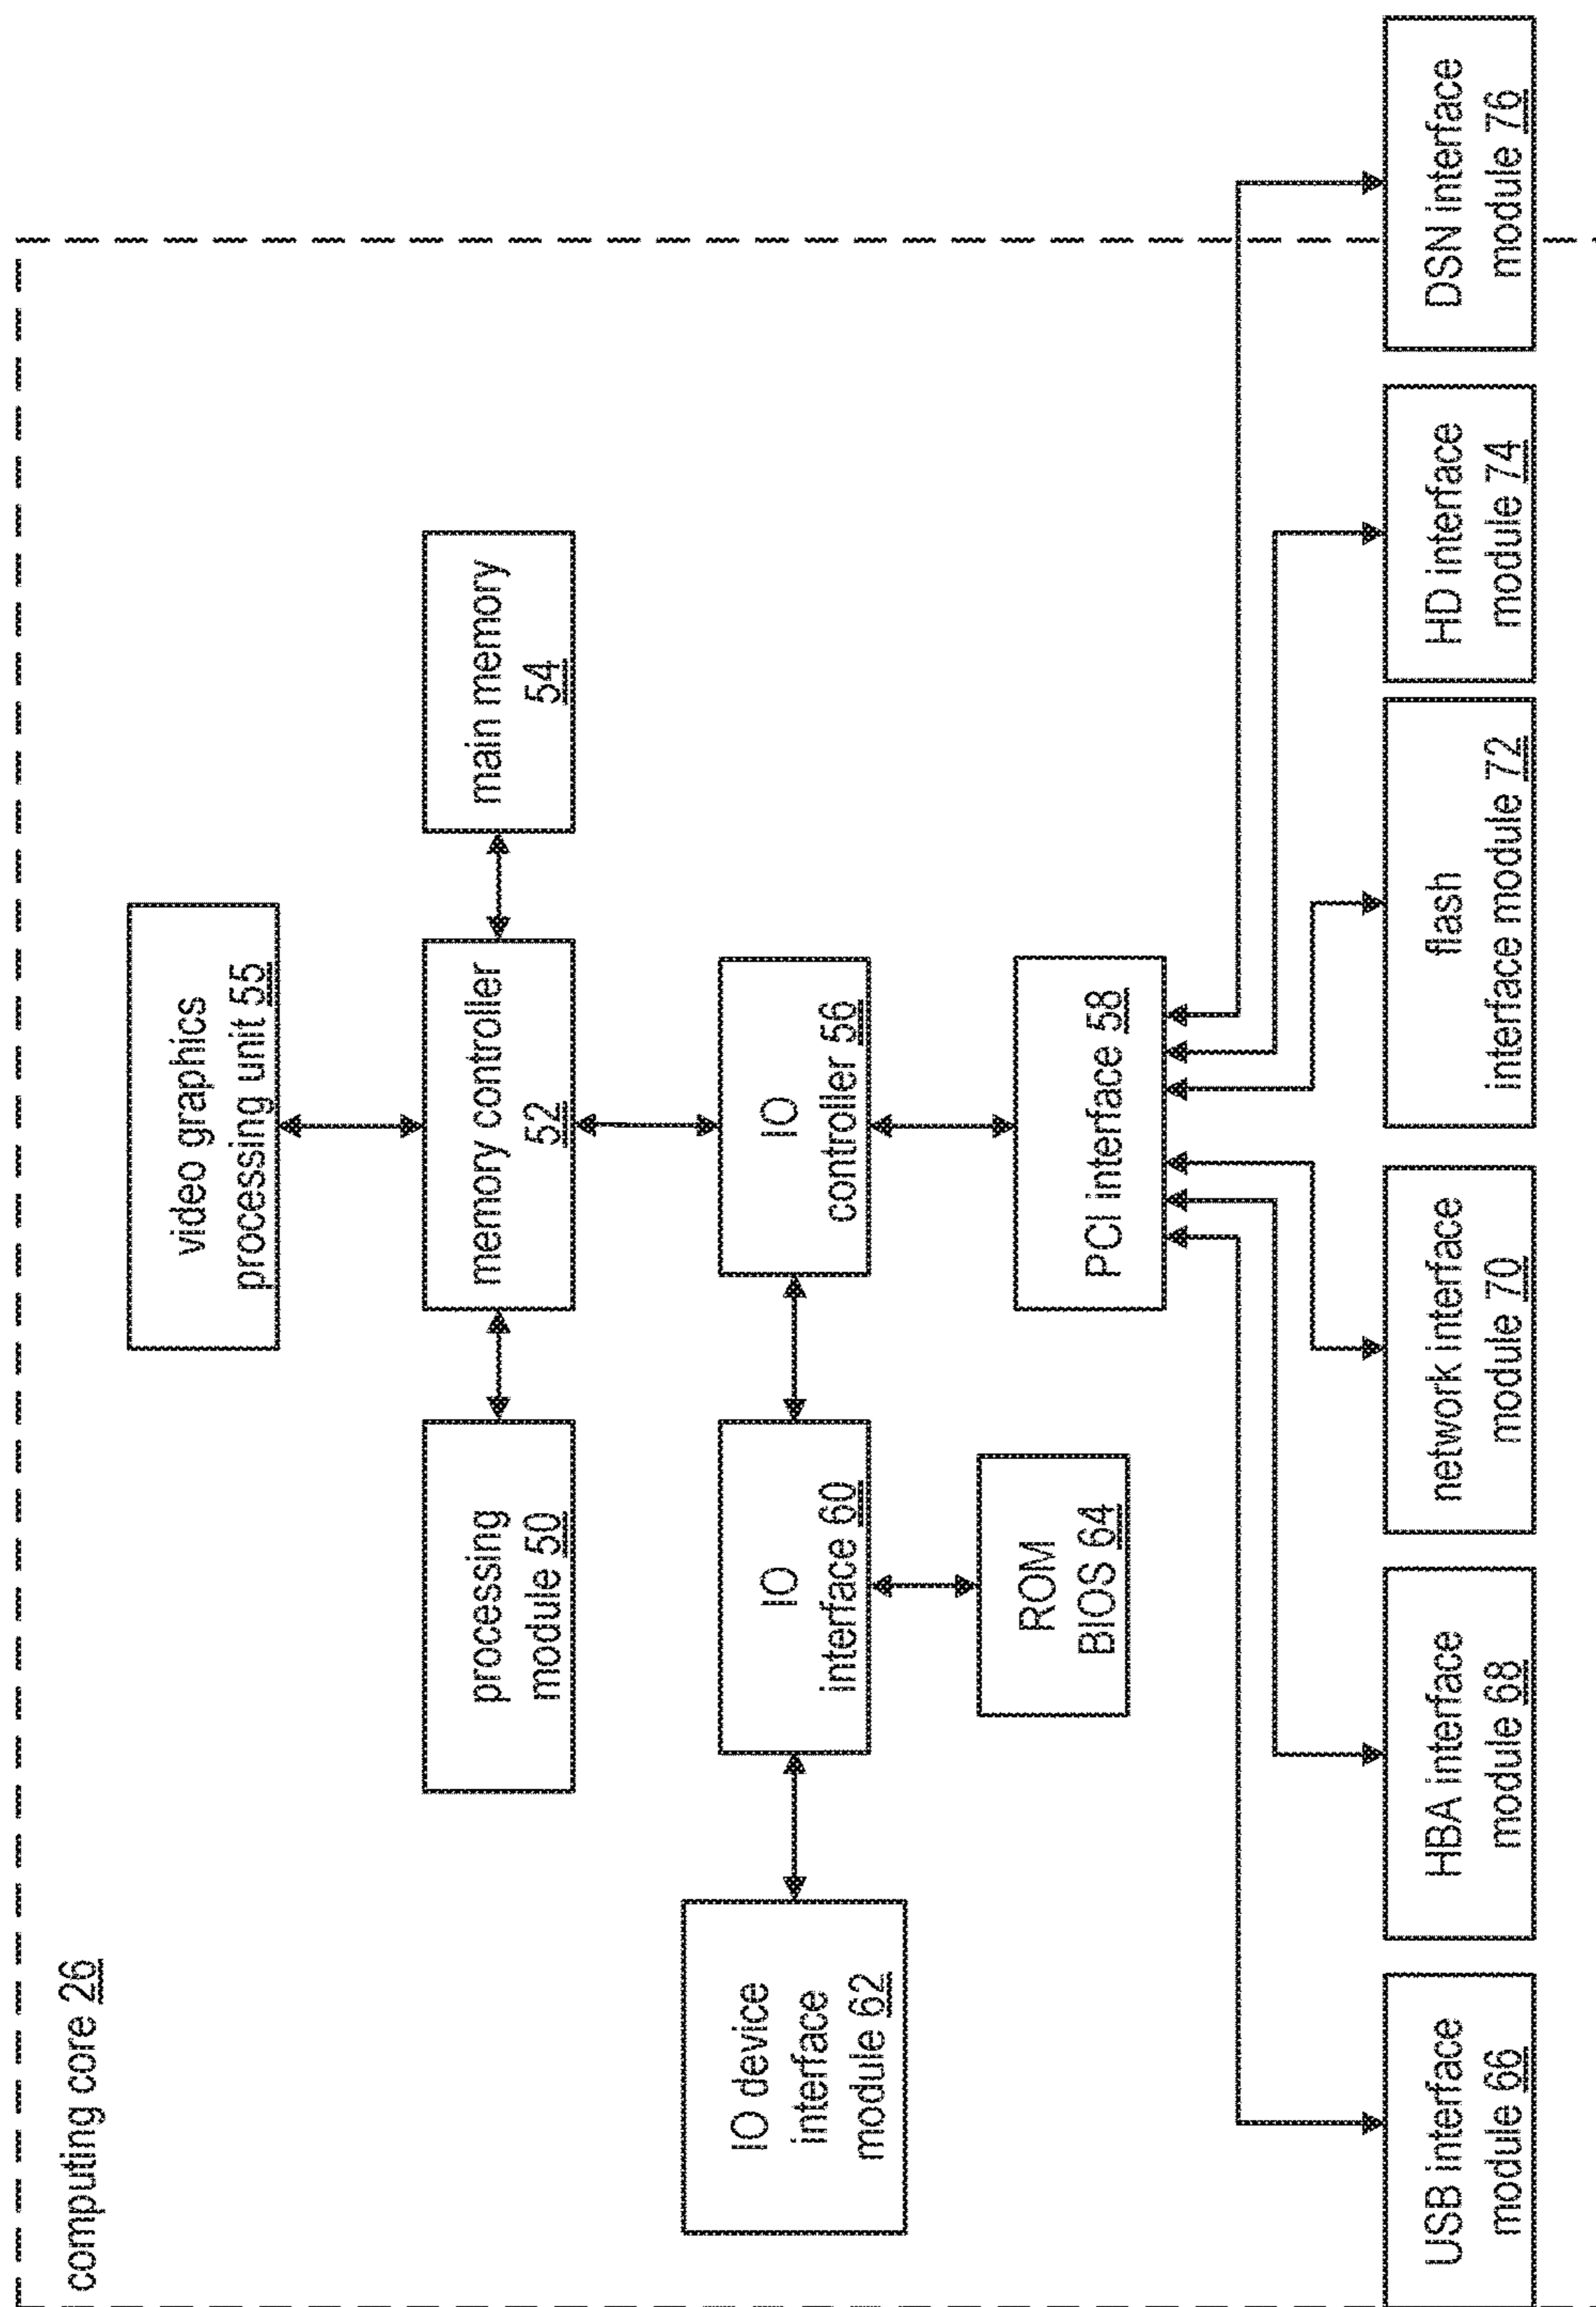 computing core 26
video graphics
processing unit 55
processing
module 50
memory controller
52
main memory
54
IO device
interface
module 62
IO
interface 60
IO
controller 56
ROM
BIOS 64
PCI interface 58
USB interface
module 66
HBA interface
module 68
network interface
module 70
flash
interface module 72
HD interface
module 74
DSN interface
module 76